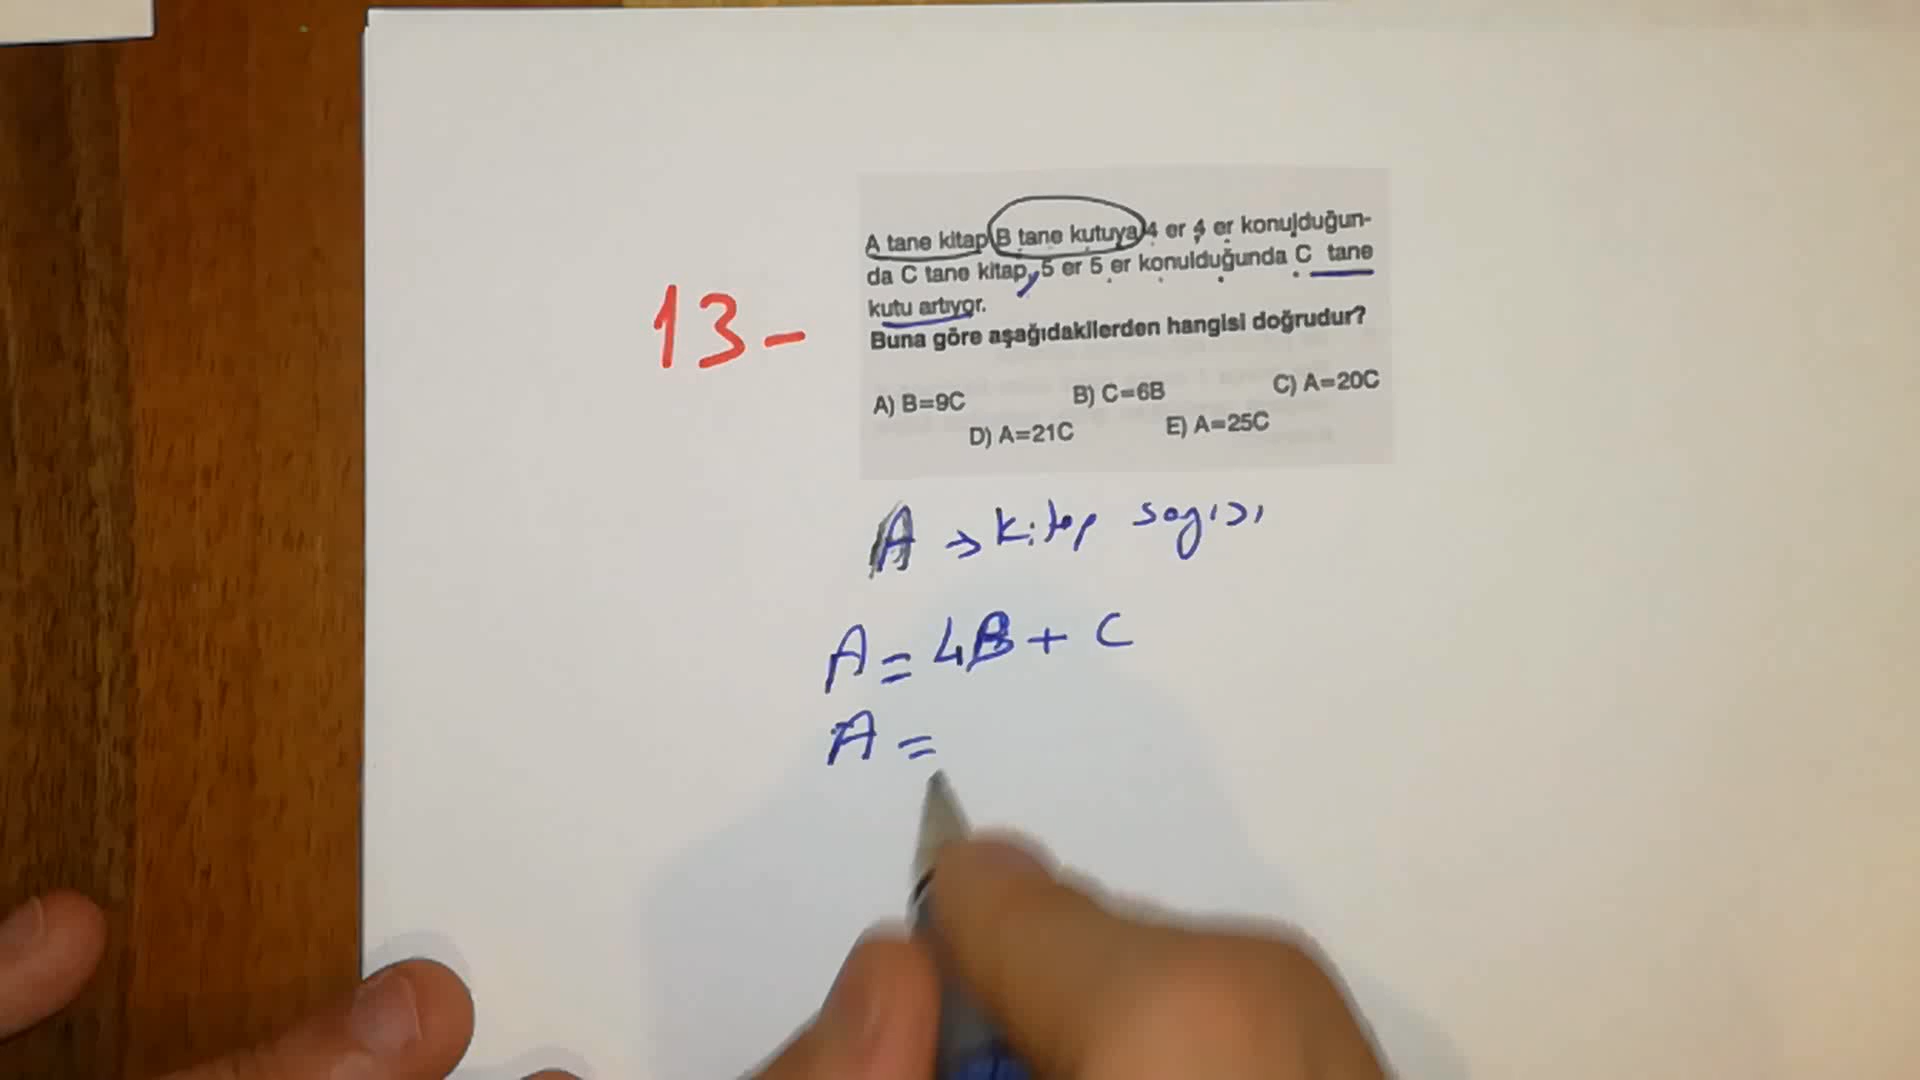 A tane kitap B tane kutuya 4 er 4 er konulduğun-
da C tane kitap, 5 er 5 er konulduğunda C tane
kutu artıyor.
Buna göre aşağıdakilerden hangisi doğrudur?
13-
A) B=9C B) C=6B C) A=20C
D) A=21C E) A=25C
A → kitap sayısı
A = 4B + C
A =